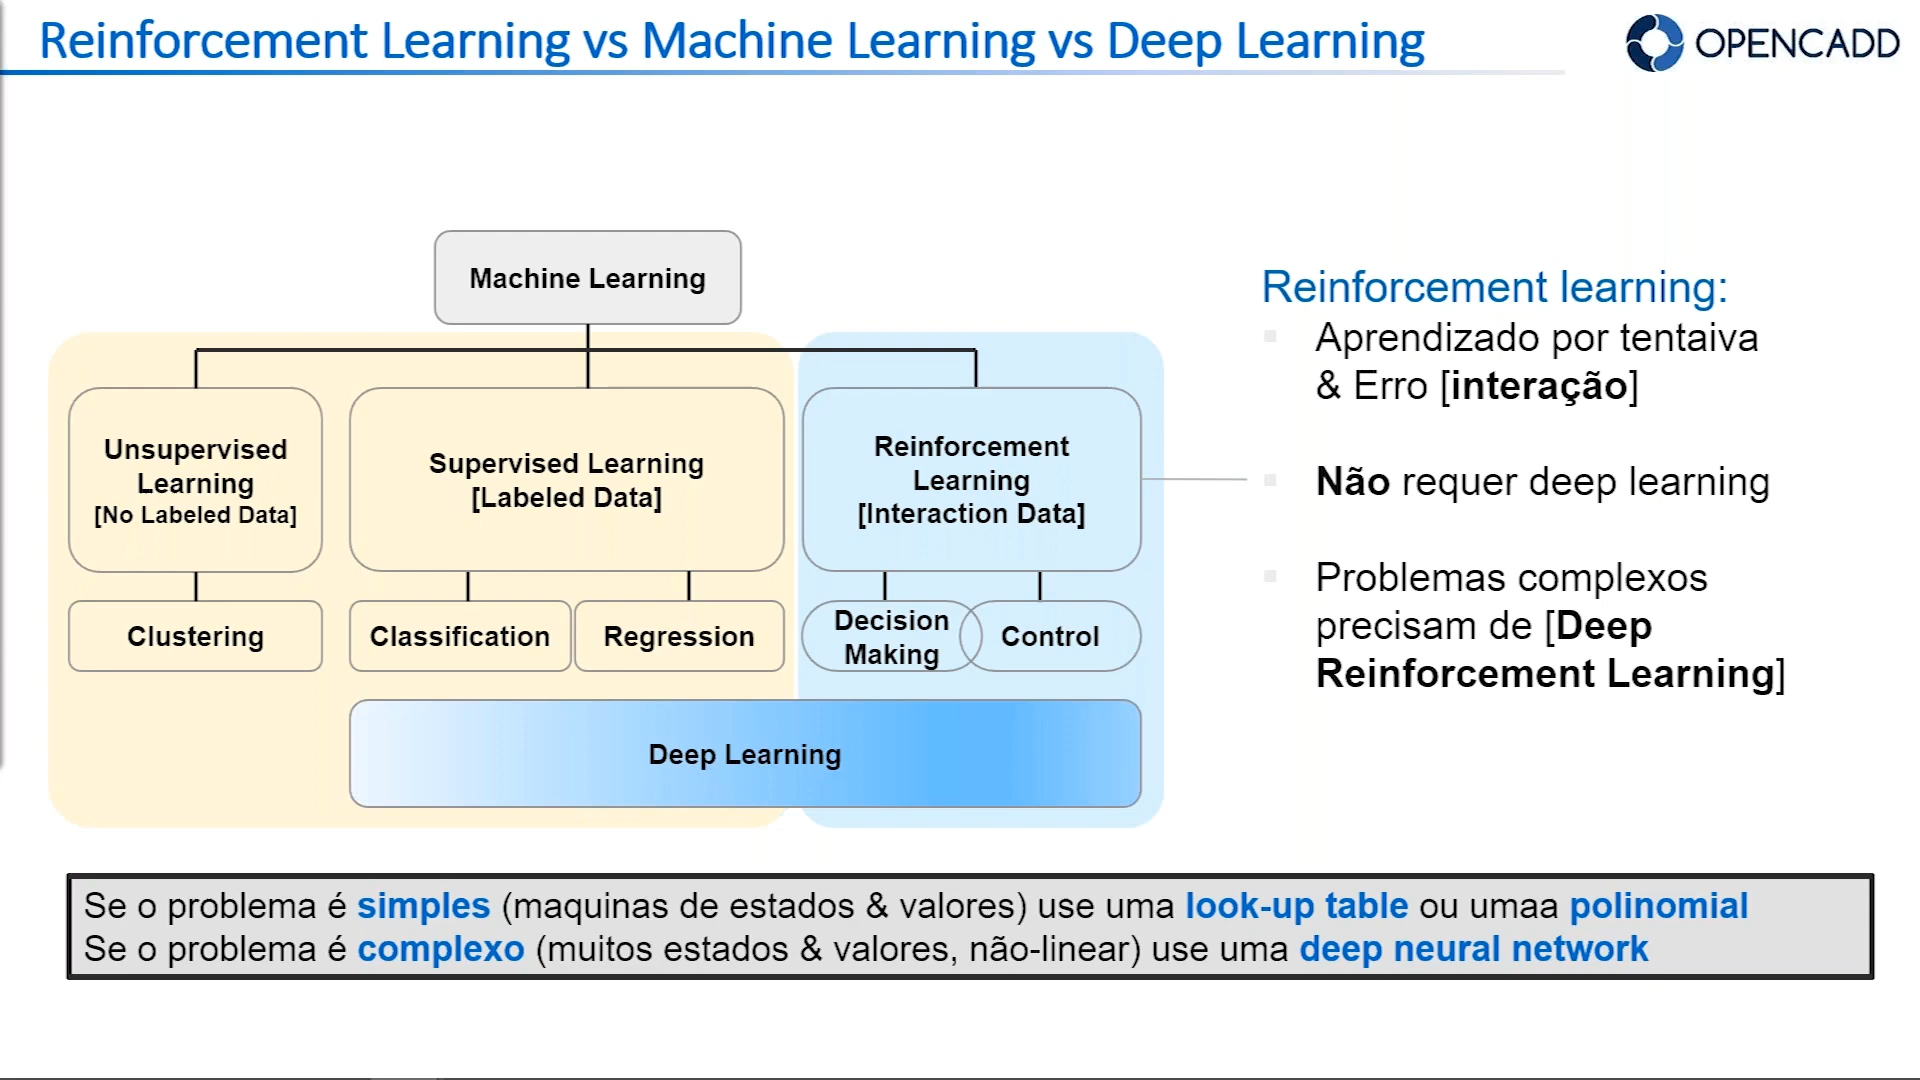 Reinforcement Learning vs Machine Learning vs Deep Learning
OPENCADD
Machine Learning
Unsupervised
Learning
[No Labeled Data]
Supervised Learning
[Labeled Data]
Reinforcement
Learning
[Interaction Data]
Clustering
Classification
Regression
Decision
Making
Control
Deep Learning
Reinforcement learning:
Aprendizado por tentaiva
& Erro [interação]
Não requer deep learning
Problemas complexos
precisam de [Deep
Reinforcement Learning]
Se o problema é simples (maquinas de estados & valores) use uma look-up table ou umaa polinomial
Se o problema é complexo (muitos estados & valores, não-linear) use uma deep neural network